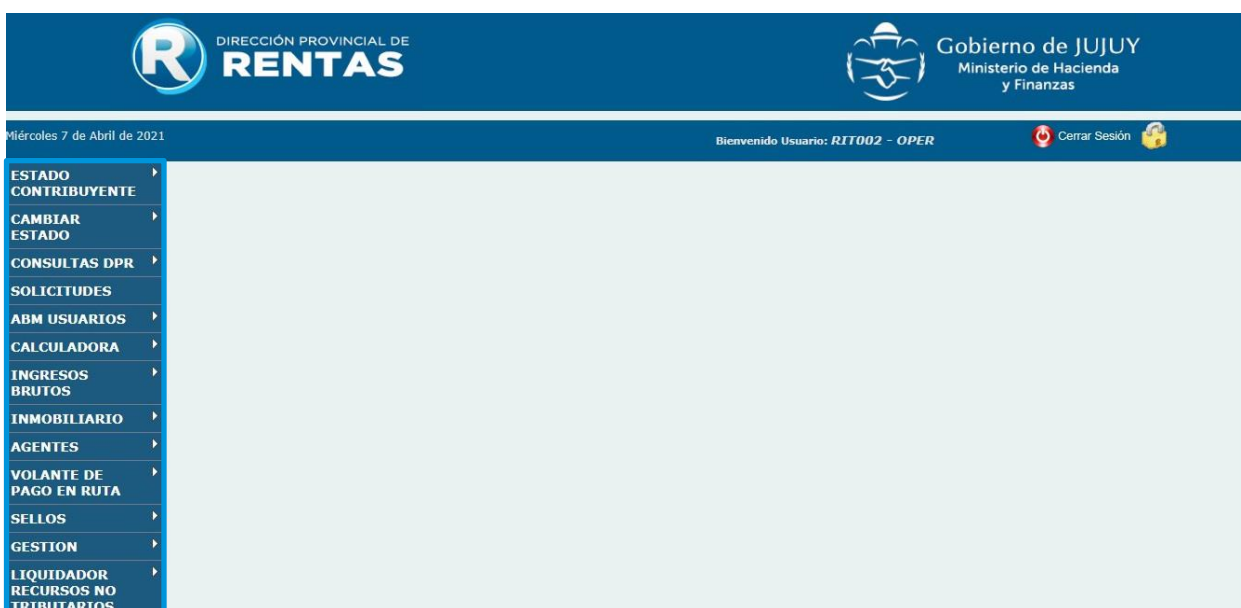 DIRECCIÓN PROVINCIAL DE
RENTAS
Gobierno de JUJUY
Ministerio de Hacienda
y Finanzas
Miércoles 7 de Abril de 2021
Bienvenido Usuario: RIT002 - OPER
Cerrar Sesión
ESTADO
CONTRIBUYENTE
CAMBIAR
ESTADO
CONSULTAS DPR
SOLICITUDES
ABM USUARIOS
CALCULADORA
INGRESOS
BRUTOS
INMOBILIARIO
AGENTES
VOLANTE DE
PAGO EN RUTA
SELLOS
GESTION
LIQUIDADOR
RECURSOS NO
TRIBUTARIOS